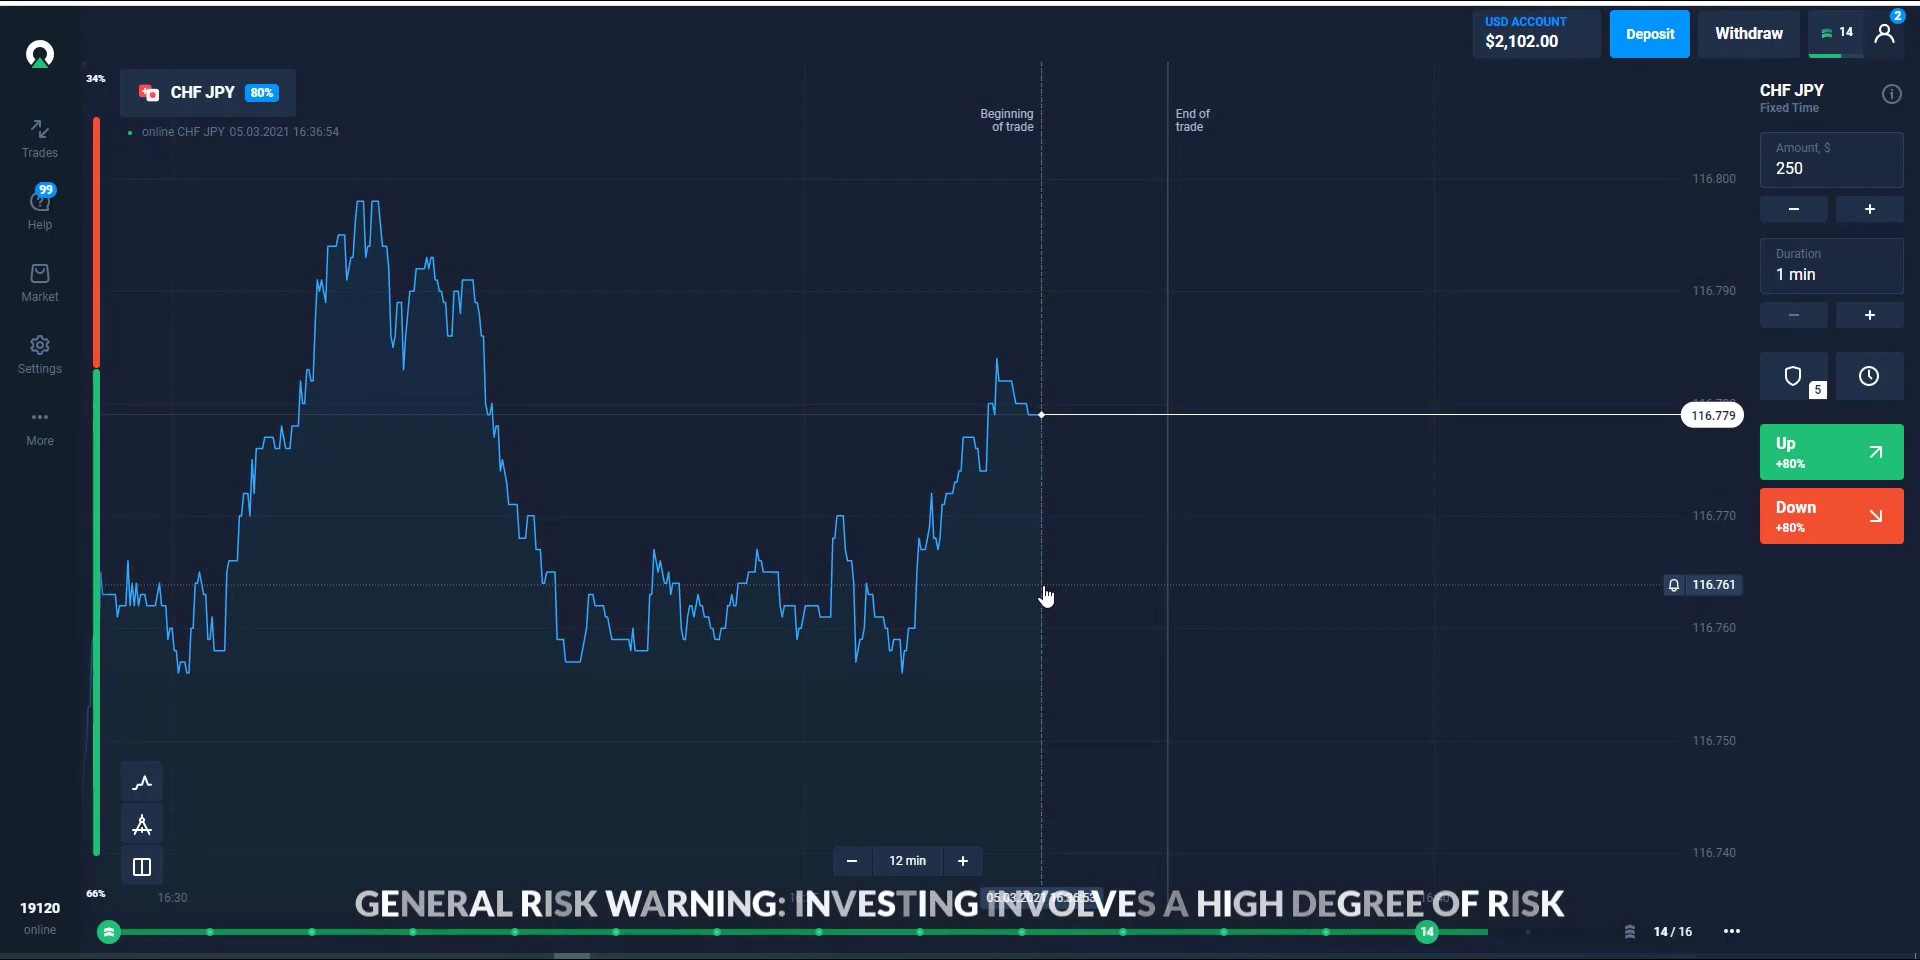 USD ACCOUNT
$2,102.00
Deposit
Withdraw
14
2
34%
CHF JPY 80%
online CHF JPY 05.03.2021 16:36:54
Beginning
of trade
End of
trade
CHF JPY
Fixed Time
Amount, $
250
Duration
1 min
5
Up
+80%
Down
+80%
Trades
99
Help
Market
Settings
More
116.800
116.790
116.779
116.770
116.761
116.760
116.750
116.740
12 min
66%
16:30
GENERAL RISK WARNING: INVESTING INVOLVES A HIGH DEGREE OF RISK
19120
online
14
14 / 16